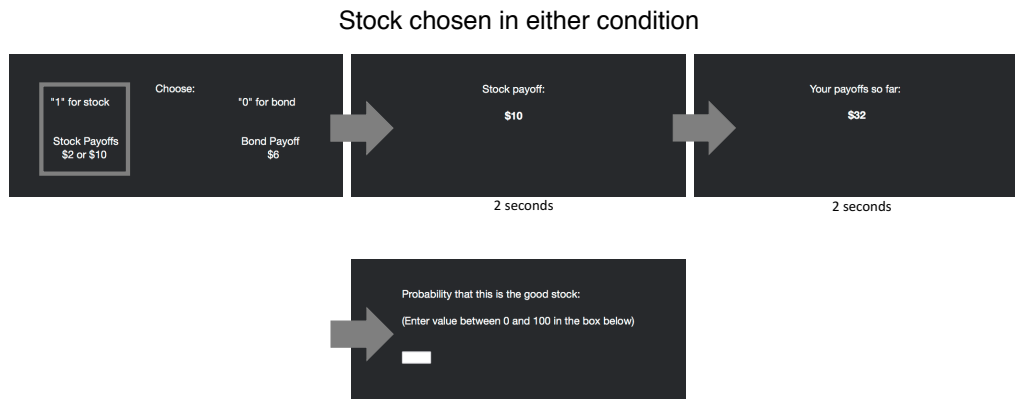 Stock chosen in either condition
Choose:
"1" for stock
"0" for bond
Stock Payoffs
$2 or $10
Bond Payoff
$6
Stock payoff:
$10
2 seconds
Your payoffs so far:
$32
2 seconds
Probability that this is the good stock:
(Enter value between 0 and 100 in the box below)